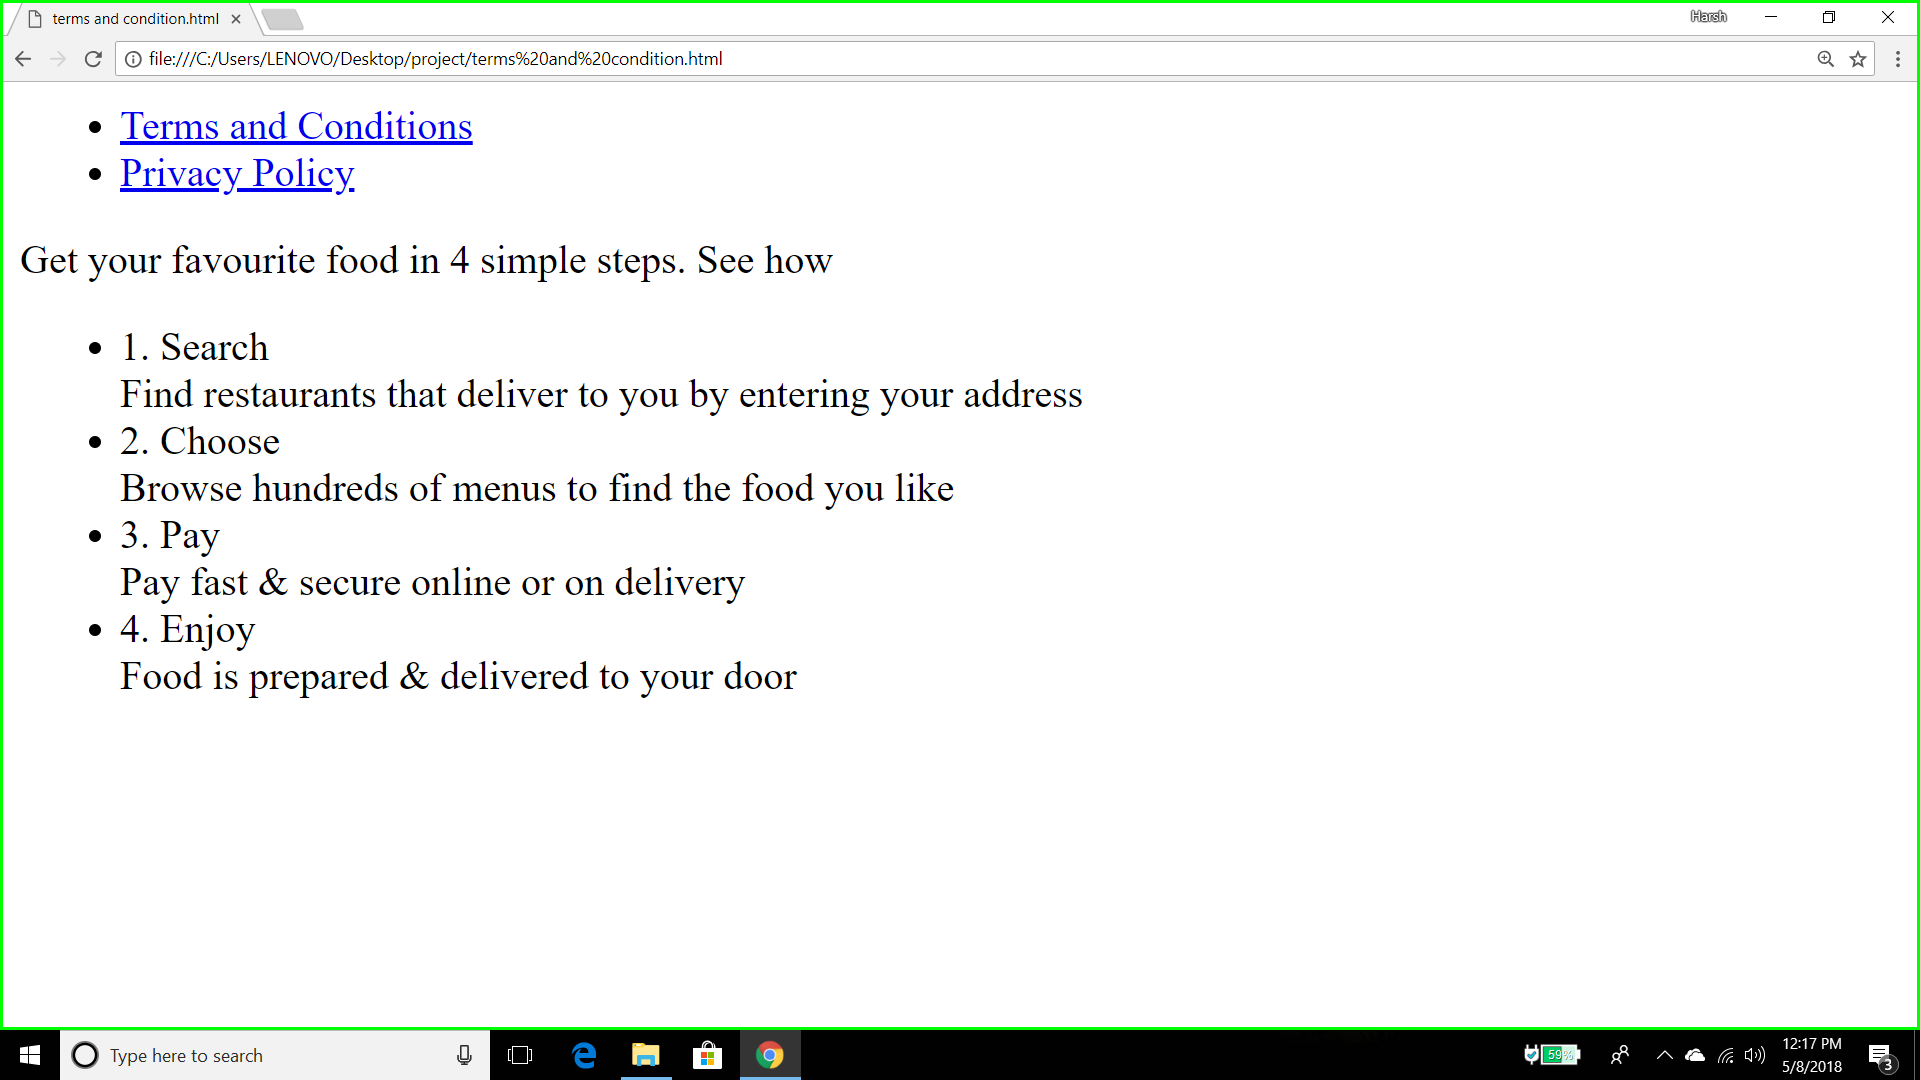 terms and condition.html
Harsh
file:///C:/Users/LENOVO/Desktop/project/terms%20and%20condition.html
Terms and Conditions
Privacy Policy
Get your favourite food in 4 simple steps. See how
1. Search
Find restaurants that deliver to you by entering your address
2. Choose
Browse hundreds of menus to find the food you like
3. Pay
Pay fast & secure online or on delivery
4. Enjoy
Food is prepared & delivered to your door
Type here to search
59%
12:17 PM
5/8/2018
3